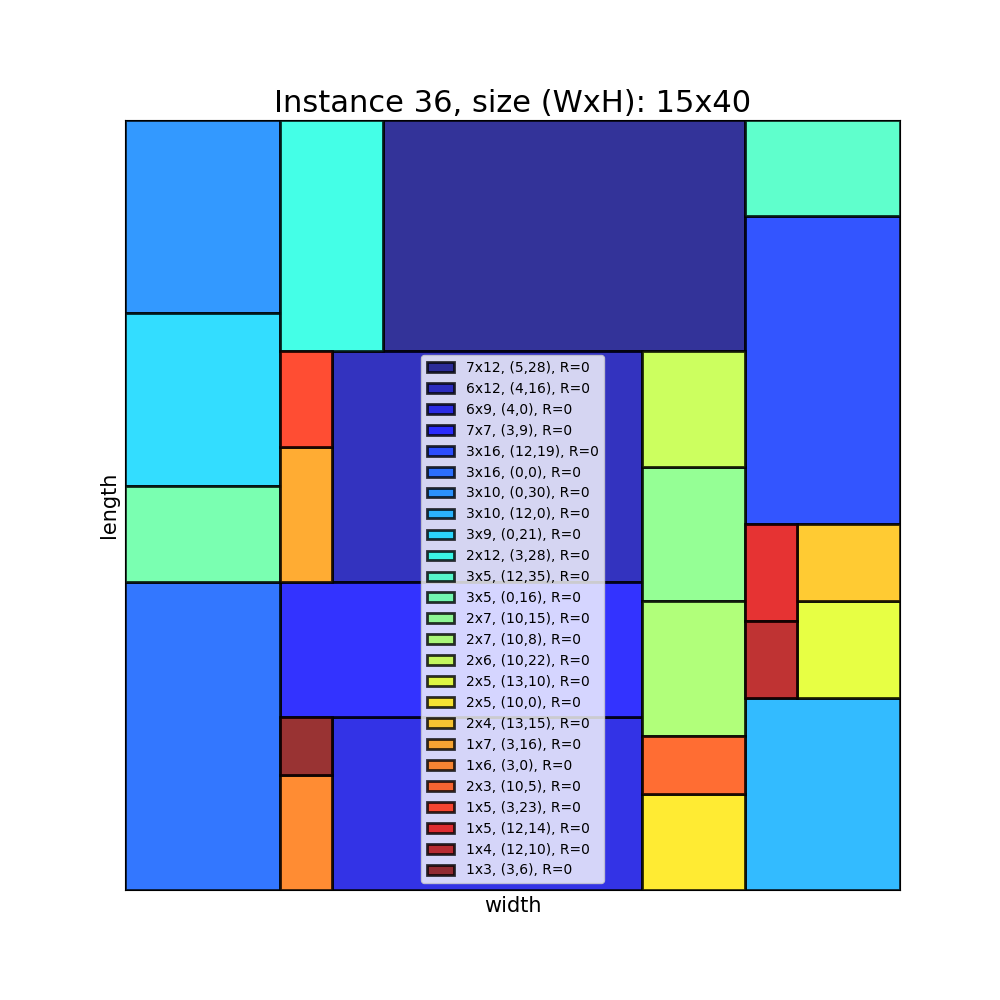 Instance 36, size (WxH): 15x40
length
7x12, (5,28), R=0
6x12, (4,16), R=0
6x9, (4,0), R=0
7x7, (3,9), R=0
3x16, (12,19), R=0
3x16, (0,0), R=0
3x10, (0,30), R=0
3x10, (12,0), R=0
3x9, (0,21), R=0
2x12, (3,28), R=0
3x5, (12,35), R=0
3x5, (0,16), R=0
2x7, (10,15), R=0
2x7, (10,8), R=0
2x6, (10,22), R=0
2x5, (13,10), R=0
2x5, (10,0), R=0
2x4, (13,15), R=0
1x7, (3,16), R=0
1x6, (3,0), R=0
2x3, (10,5), R=0
1x5, (3,23), R=0
1x5, (12,14), R=0
1x4, (12,10), R=0
1x3, (3,6), R=0
width